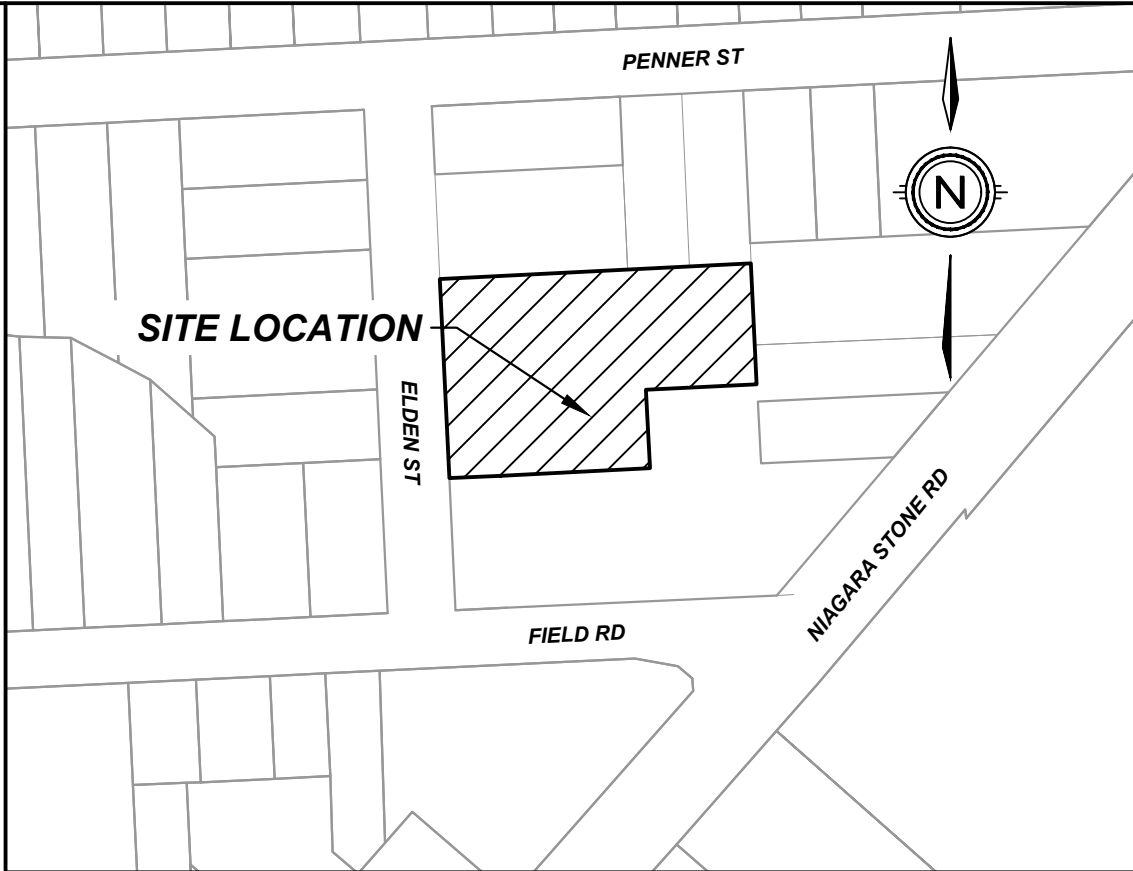 PENNER ST
N
SITE LOCATION
ELDEN ST
NIAGARA STONE RD
FIELD RD